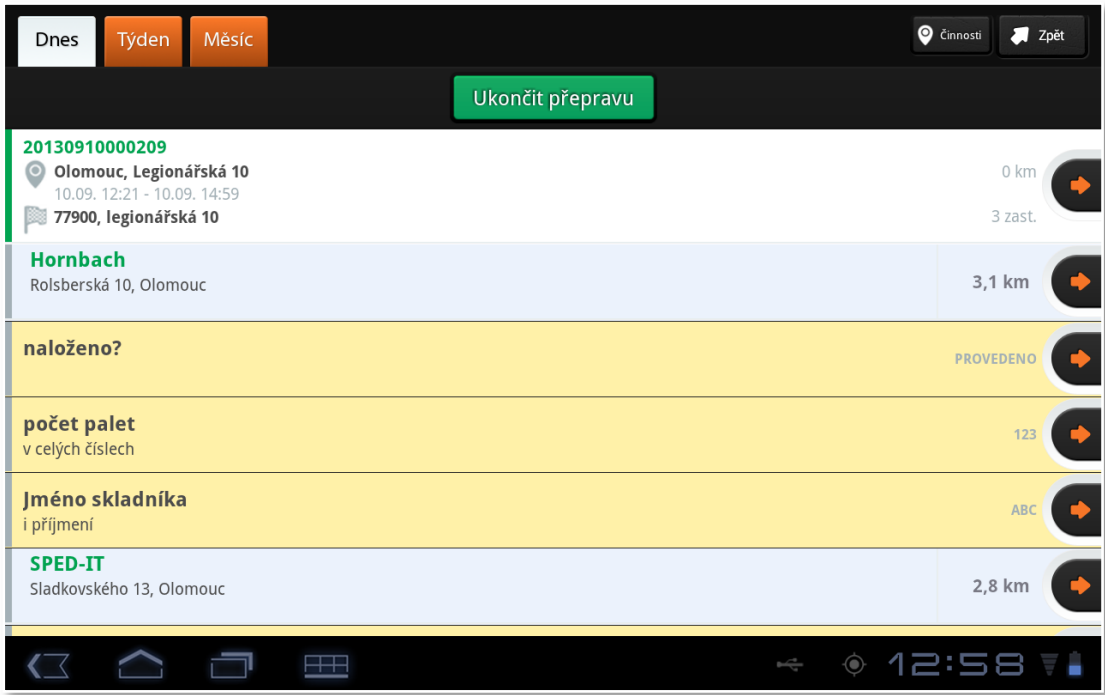 Dnes
Týden
Měsíc
Činnosti
Zpět
Ukončit přepravu
20130910000209
Olomouc, Legionářská 10
0 km
10.09. 12:21 - 10.09. 14:59
77900, legionářská 10
3 zast.
Hornbach
Rolsberská 10, Olomouc
3,1 km
naloženo?
PROVEDENO
počet palet
v celých číslech
123
Jméno skladníka
i příjmení
ABC
SPED-IT
Sladkovského 13, Olomouc
2,8 km
12:58